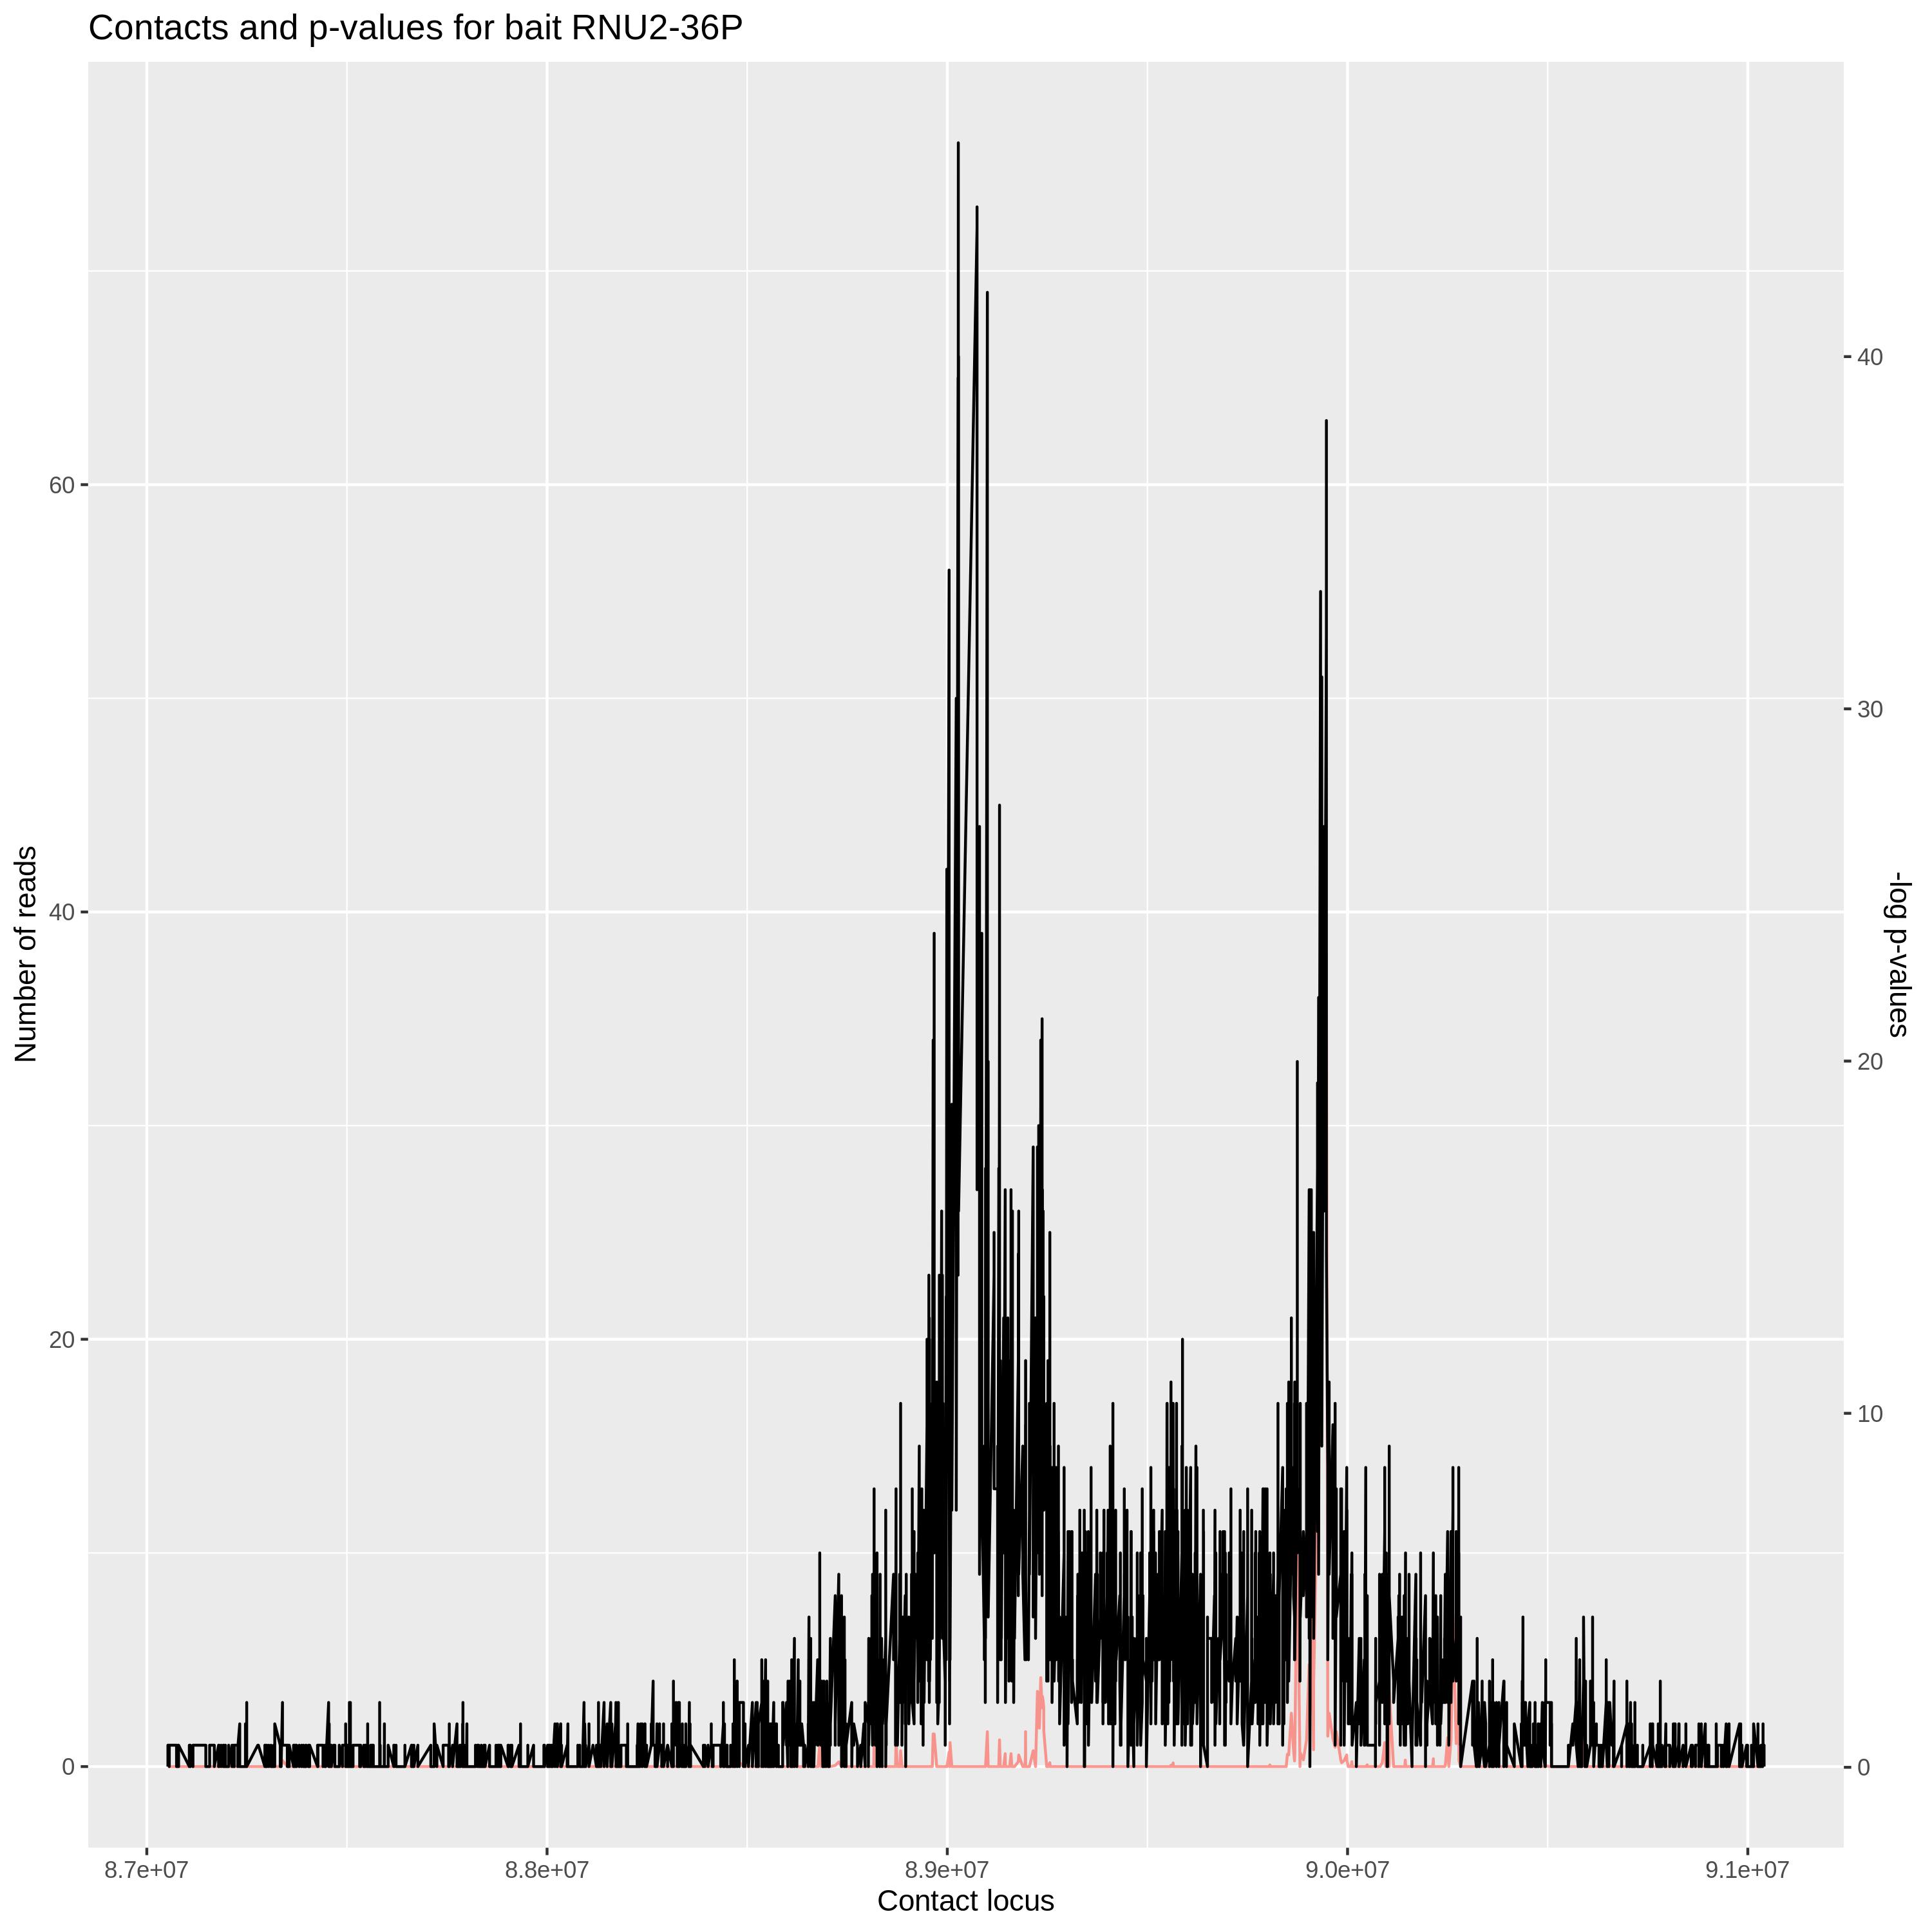 Contacts and p-values for bait RNU2-36P
Number of reads
60
40
20
0
40
30
20
10
0
-log p-values
8.7e+07 8.8e+07 8.9e+07 9.0e+07 9.1e+07
Contact locus